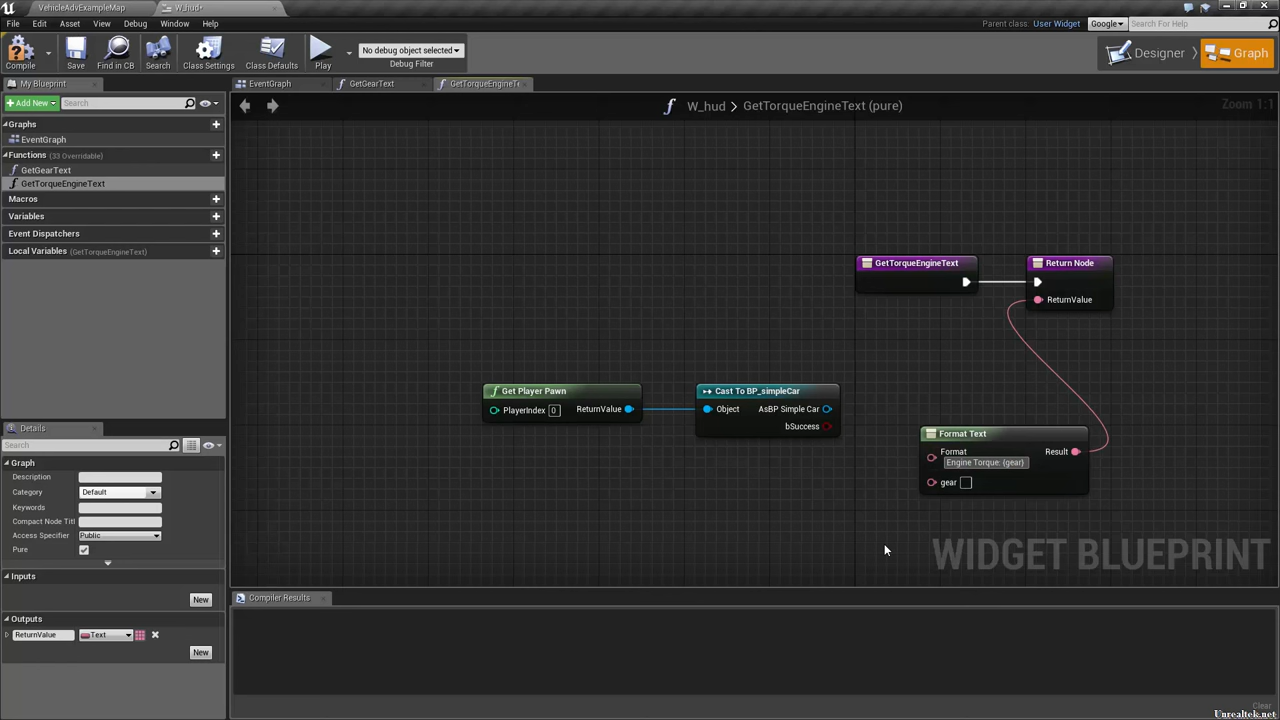 VehicleAdvExampleMap
W_hud*
File Edit Asset View Debug Window Help
Parent class: User Widget
Google
Search For Help
Compile
Save
Find in CB
Search
Class Settings
Class Defaults
Play
No debug object selected
Debug Filter
Designer
Graph
My Blueprint
EventGraph
GetGearText
GetTorqueEngineTe
Add New
Search
W_hud > GetTorqueEngineText (pure)
Zoom 1:1
Graphs
EventGraph
Functions (33 Overridable)
GetGearText
GetTorqueEngineText
Macros
Variables
Event Dispatchers
Local Variables (GetTorqueEngineText)
GetTorqueEngineText
Return Node
ReturnValue
Get Player Pawn
PlayerIndex 0
ReturnValue
Cast To BP_simpleCar
Object
AsBP Simple Car
bSuccess
Format Text
Format
Engine Torque: {gear}
Result
gear
WIDGET BLUEPRINT
Details
Search
Graph
Description
Category Default
Keywords
Compact Node Titl
Access Specifier Public
Pure
Inputs
New
Outputs
ReturnValue Text
New
Compiler Results
Clear
Unrealtek.net